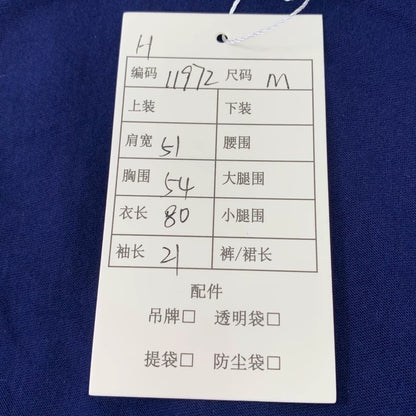 H
编码 11972 尺码 M
上装 下装
肩宽 51 腰围
胸围 54 大腿围
衣长 80 小腿围
袖长 21 裤/裙长
配件
吊牌□ 透明袋□
提袋□ 防尘袋□